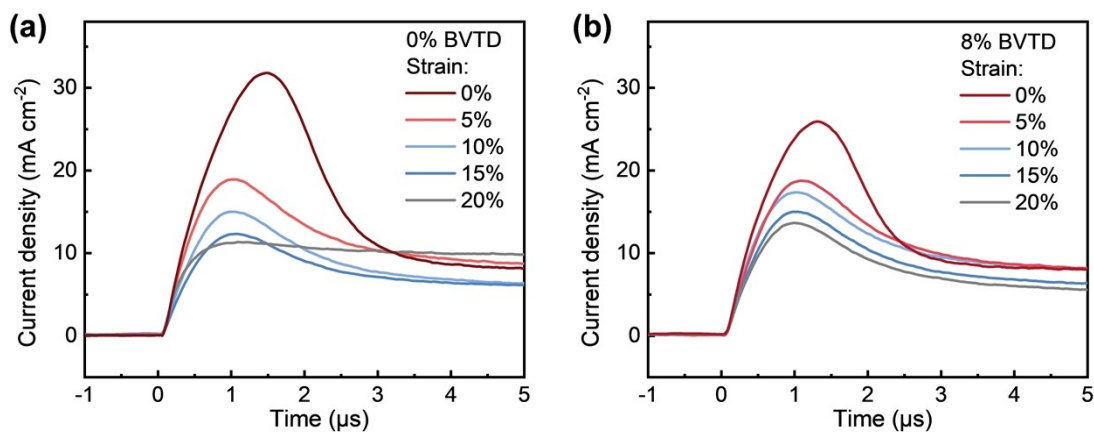 (a)
0% BVTD
Strain:
0%
5%
10%
15%
20%
Current density (mA cm⁻²)
30
20
10
0
-1 0 1 2 3 4 5
Time (µs)
(b)
8% BVTD
Strain:
0%
5%
10%
15%
20%
Current density (mA cm⁻²)
30
20
10
0
-1 0 1 2 3 4 5
Time (µs)